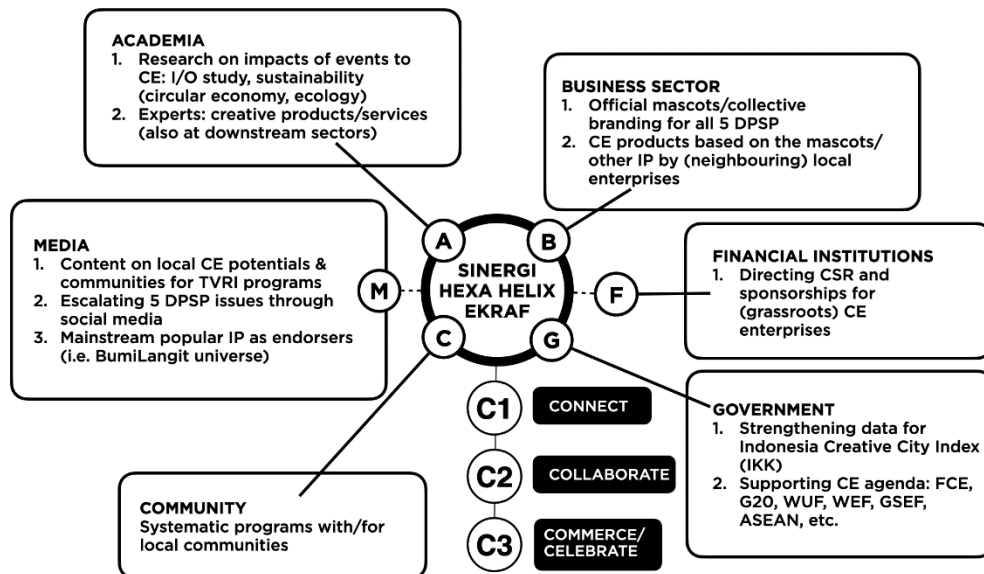 ACADEMIA
1. Research on impacts of events to
CE: I/O study, sustainability
(circular economy, ecology)
2. Experts: creative products/services
(also at downstream sectors)
BUSINESS SECTOR
1. Official mascots/collective
branding for all 5 DPSP
2. CE products based on the mascots/
other IP by (neighbouring) local
enterprises
MEDIA
1. Content on local CE potentials &
communities for TVRI programs
2. Escalating 5 DPSP issues through
social media
3. Mainstream popular IP as endorsers
(i.e. BumiLangit universe)
A
B
M
SINERGI
HEXA HELIX
EKRAF
F
C
G
FINANCIAL INSTITUTIONS
1. Directing CSR and
sponsorships for
(grassroots) CE
enterprises
C1
CONNECT
C2
COLLABORATE
C3
COMMERCE/
CELEBRATE
GOVERNMENT
1. Strengthening data for
Indonesia Creative City Index
(IKK)
2. Supporting CE agenda: FCE,
G20, WUF, WEF, GSEF,
ASEAN, etc.
COMMUNITY
Systematic programs with/for
local communities